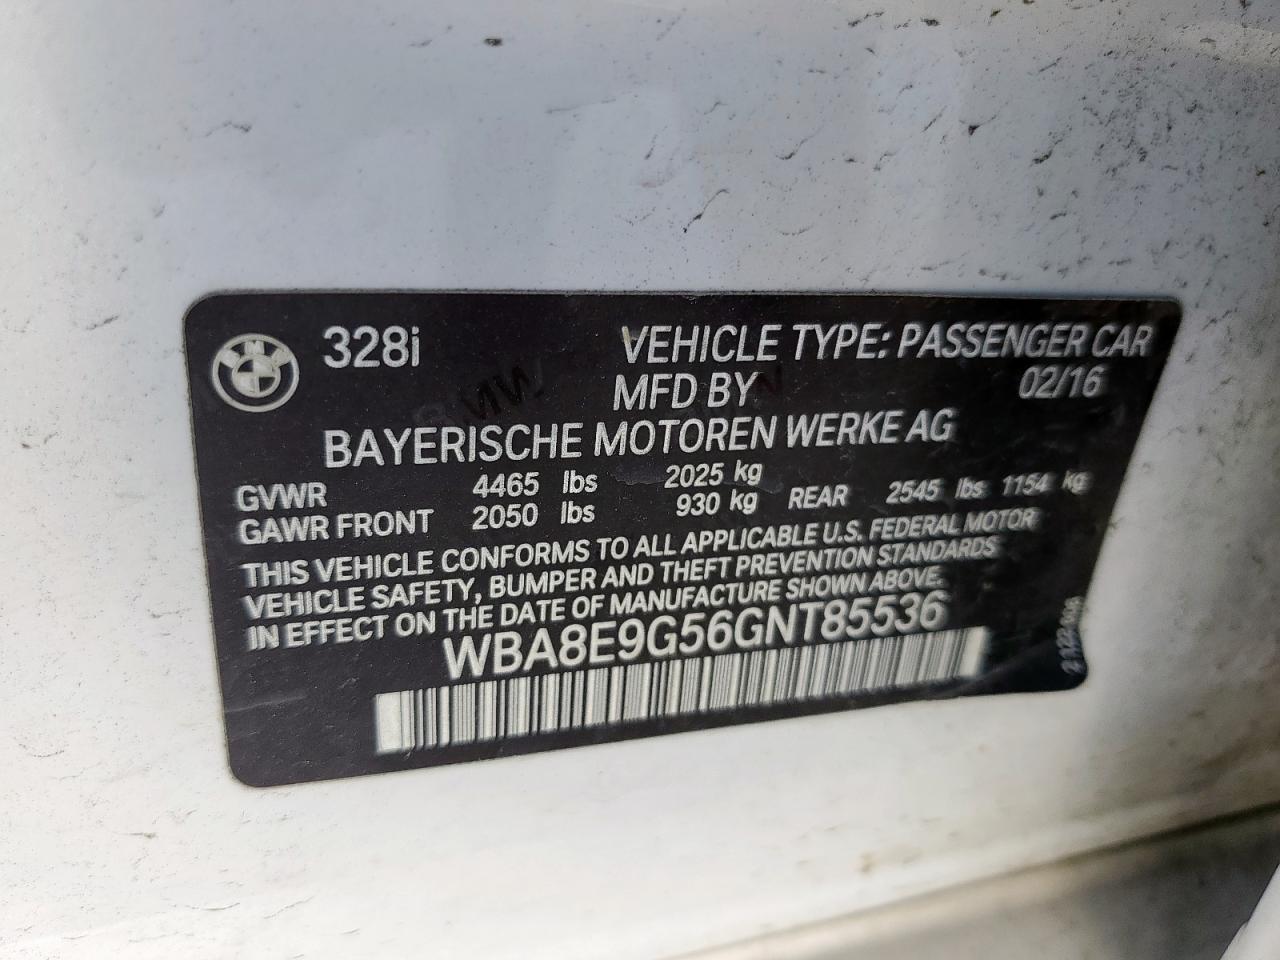 BMW 328i VEHICLE TYPE: PASSENGER CAR
MFD BY 02/16
BAYERISCHE MOTOREN WERKE AG
GVWR 4465 lbs 2025 kg
GAWR FRONT 2050 lbs 930 kg REAR 2545 lbs 1154 kg
THIS VEHICLE CONFORMS TO ALL APPLICABLE U.S. FEDERAL MOTOR
VEHICLE SAFETY, BUMPER AND THEFT PREVENTION STANDARDS
IN EFFECT ON THE DATE OF MANUFACTURE SHOWN ABOVE.
WBA8E9G56GNT85536